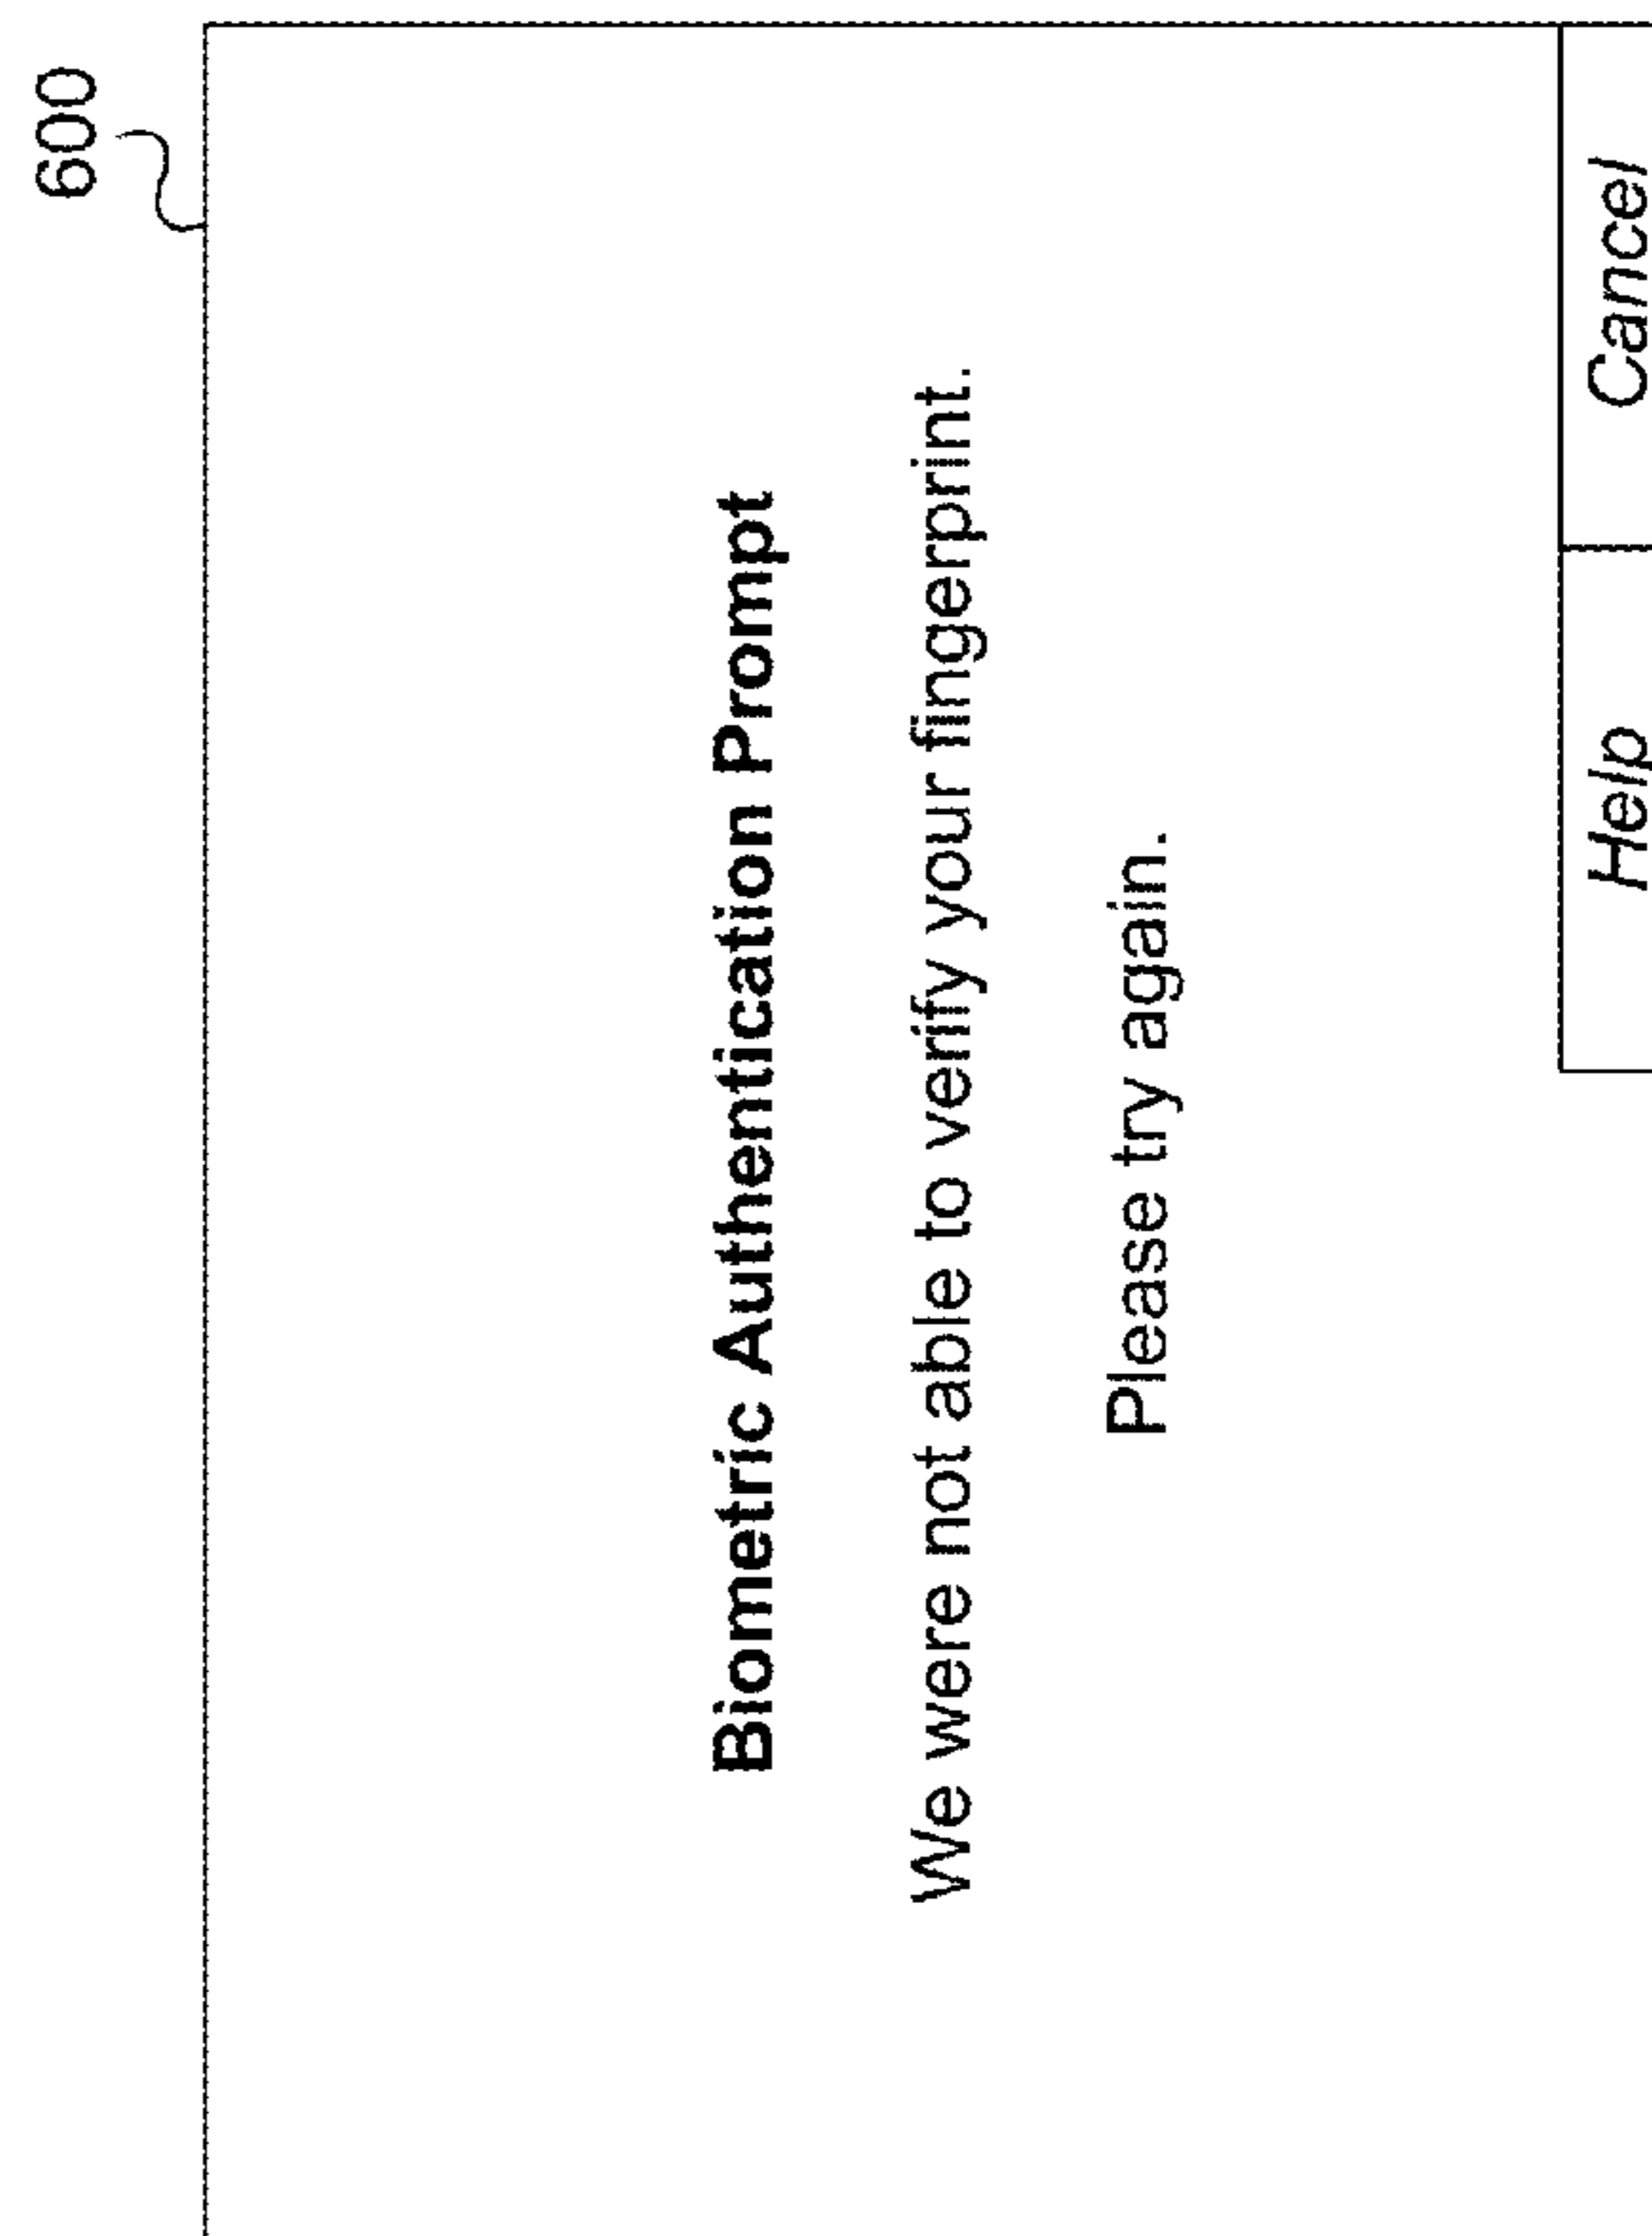 600
Biometric Authentication Prompt
We were not able to verify your fingerprint.
Please try again.
Help Cancel